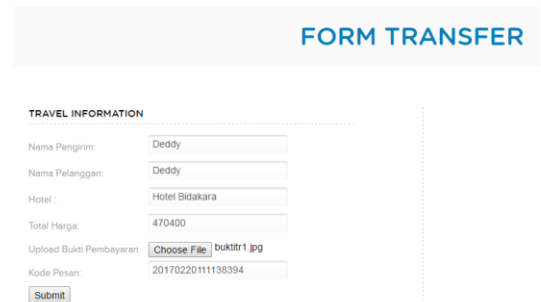 FORM TRANSFER
TRAVEL INFORMATION
Nama Pengirim: Deddy
Nama Pelanggan: Deddy
Hotel : Hotel Bidakara
Total Harga: 470400
Upload Bukti Pembayaran Choose File buktitr1.jpg
Kode Pesan: 20170220111138394
Submit